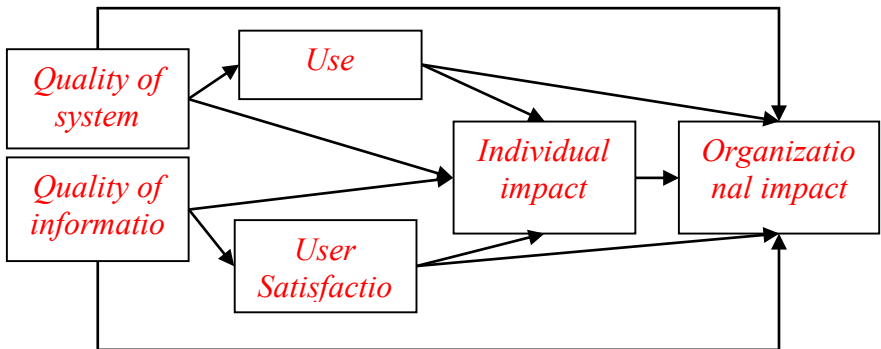 Quality of
system
Use
Quality of
informatio
User
Satisfactio
Individual
impact
Organizatio
nal impact